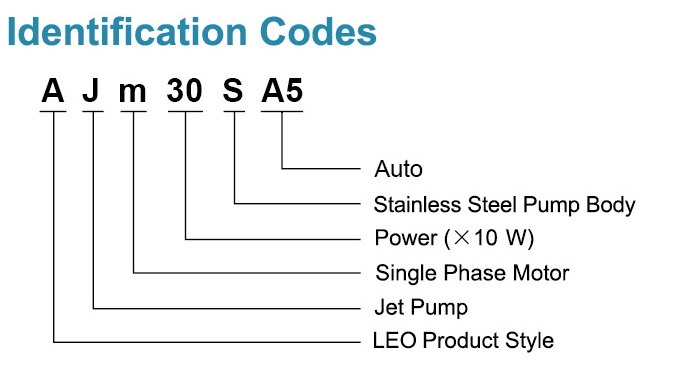 Identification Codes
A J m 30 S A5
Auto
Stainless Steel Pump Body
Power (×10 W)
Single Phase Motor
Jet Pump
LEO Product Style